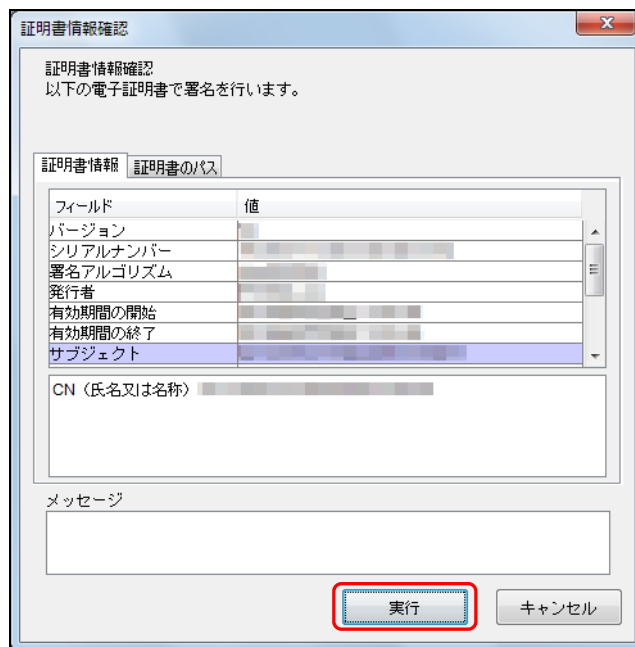 証明書情報確認
証明書情報確認
以下の電子証明書で署名を行います。
証明書情報 証明書のパス
フィールド 値
バージョン
シリアルナンバー
署名アルゴリズム
発行者
有効期間の開始
有効期間の終了
サブジェクト
CN（氏名又は名称）
メッセージ
実行 キャンセル